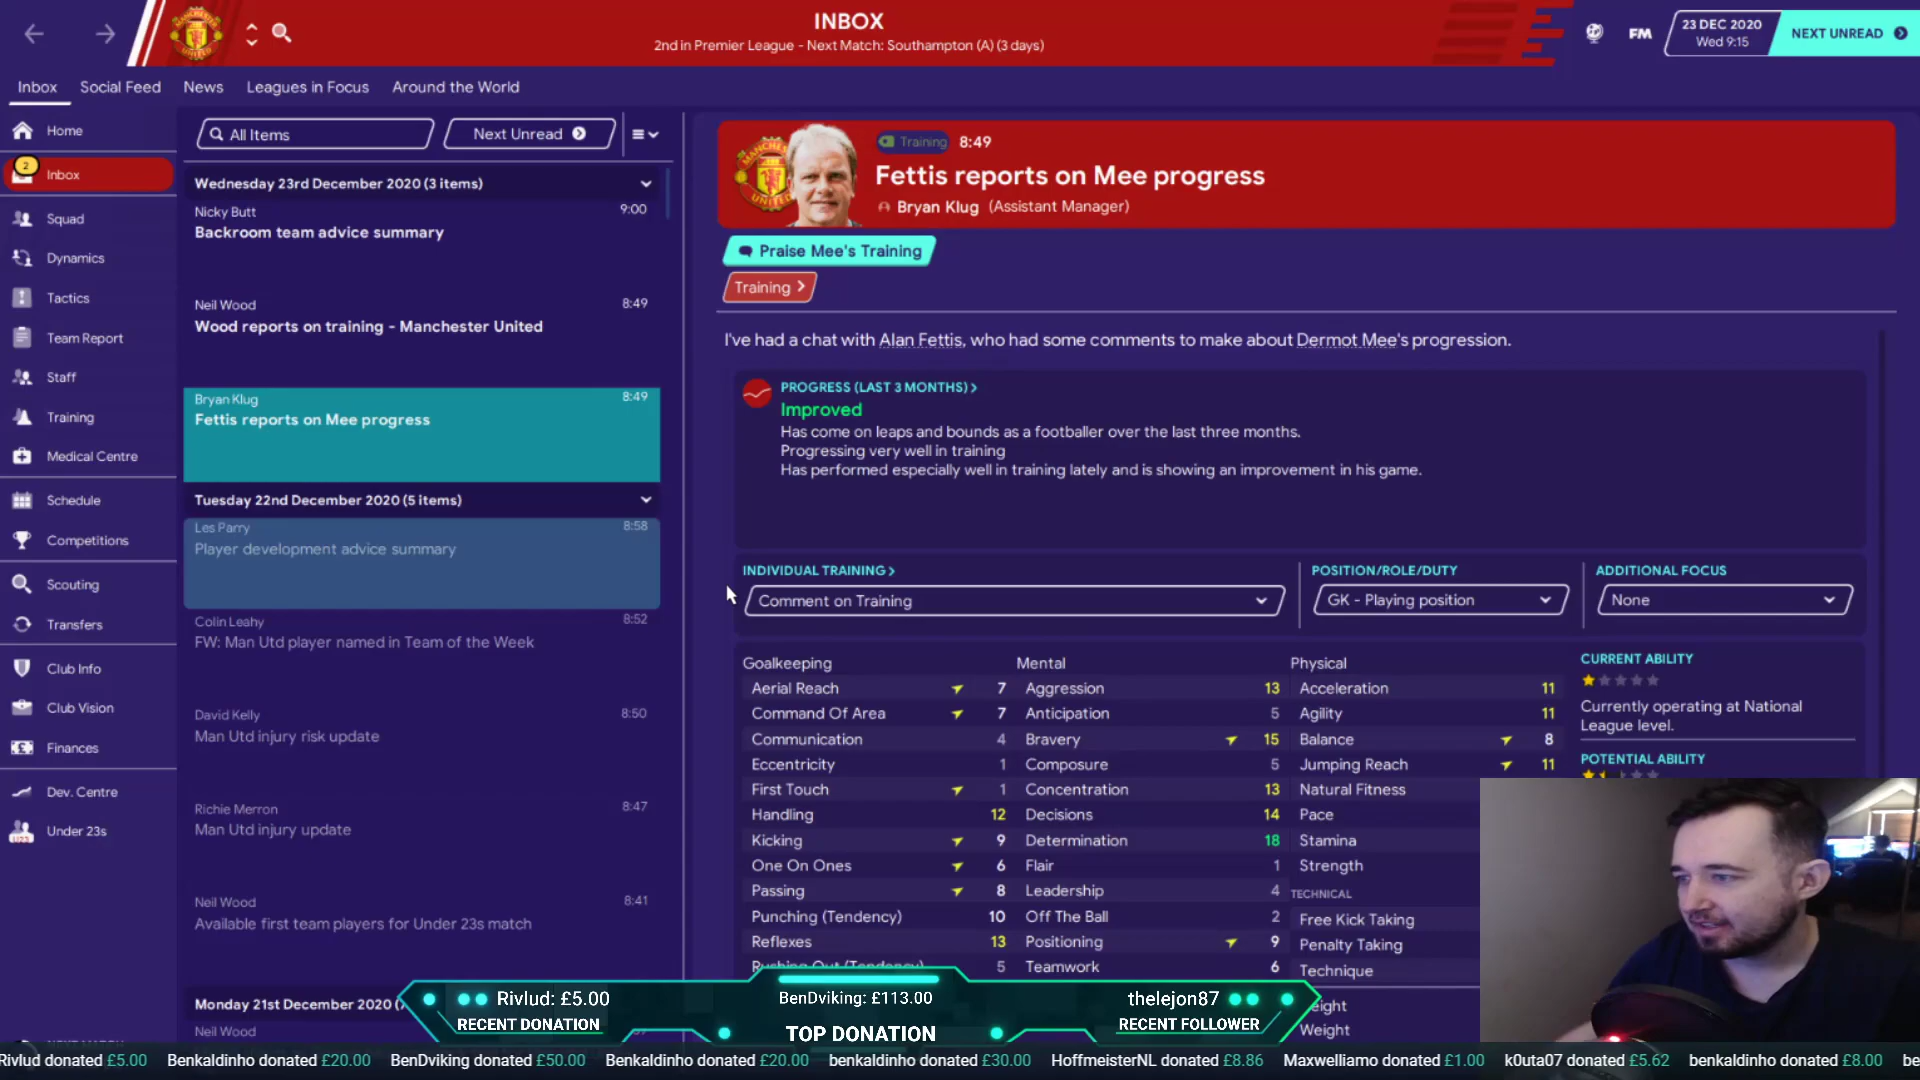 INBOX
2nd in Premier League - Next Match: Southampton (A) (3 days)
FM
23 DEC 2020
Wed 9:15
NEXT UNREAD
Inbox
Social Feed
News
Leagues in Focus
Around the World
Home
2
Inbox
Squad
Dynamics
Tactics
Team Report
Staff
Training
Medical Centre
Schedule
Competitions
Scouting
Transfers
Club Info
Club Vision
Finances
Dev. Centre
Under 23s
All Items
Next Unread
Wednesday 23rd December 2020 (3 items)
Nicky Butt 9:00
Backroom team advice summary
Neil Wood 8:49
Wood reports on training - Manchester United
Bryan Klug 8:49
Fettis reports on Mee progress
Tuesday 22nd December 2020 (5 items)
Les Parry 8:58
Player development advice summary
Colin Leahy 8:52
FW: Man Utd player named in Team of the Week
David Kelly 8:50
Man Utd injury risk update
Richie Merron 8:47
Man Utd injury update
Neil Wood 8:41
Available first team players for Under 23s match
Monday 21st December 2020
Neil Wood
Training 8:49
Fettis reports on Mee progress
Bryan Klug (Assistant Manager)
Praise Mee's Training
Training
I've had a chat with Alan Fettis, who had some comments to make about Dermot Mee's progression.
PROGRESS (LAST 3 MONTHS)
Improved
Has come on leaps and bounds as a footballer over the last three months.
Progressing very well in training
Has performed especially well in training lately and is showing an improvement in his game.
INDIVIDUAL TRAINING
Comment on Training
POSITION/ROLE/DUTY
GK - Playing position
ADDITIONAL FOCUS
None
Goalkeeping
Aerial Reach 7
Command Of Area 7
Communication 4
Eccentricity 1
First Touch 1
Handling 12
Kicking 9
One On Ones 6
Passing 8
Punching (Tendency) 10
Reflexes 13
Rushing Out (Tendency) 5
Mental
Aggression 13
Anticipation 5
Bravery 15
Composure 5
Concentration 13
Decisions 14
Determination 18
Flair 1
Leadership 4
Off The Ball 2
Positioning 9
Teamwork 6
Physical
Acceleration 11
Agility 11
Balance 8
Jumping Reach 11
Natural Fitness
Pace
Stamina
Strength
TECHNICAL
Free Kick Taking
Penalty Taking
Technique
Weight
CURRENT ABILITY
Currently operating at National
League level.
POTENTIAL ABILITY
Rivlud: £5.00
RECENT DONATION
BenDviking: £113.00
TOP DONATION
thelejon87
RECENT FOLLOWER
Rivlud donated £5.00 Benkaldinho donated £20.00 BenDviking donated £50.00 Benkaldinho donated £20.00 benkaldinho donated £30.00 HoffmeisterNL donated £8.86 Maxwelliamo donated £1.00 k0uta07 donated £5.62 benkaldinho donated £8.00 be